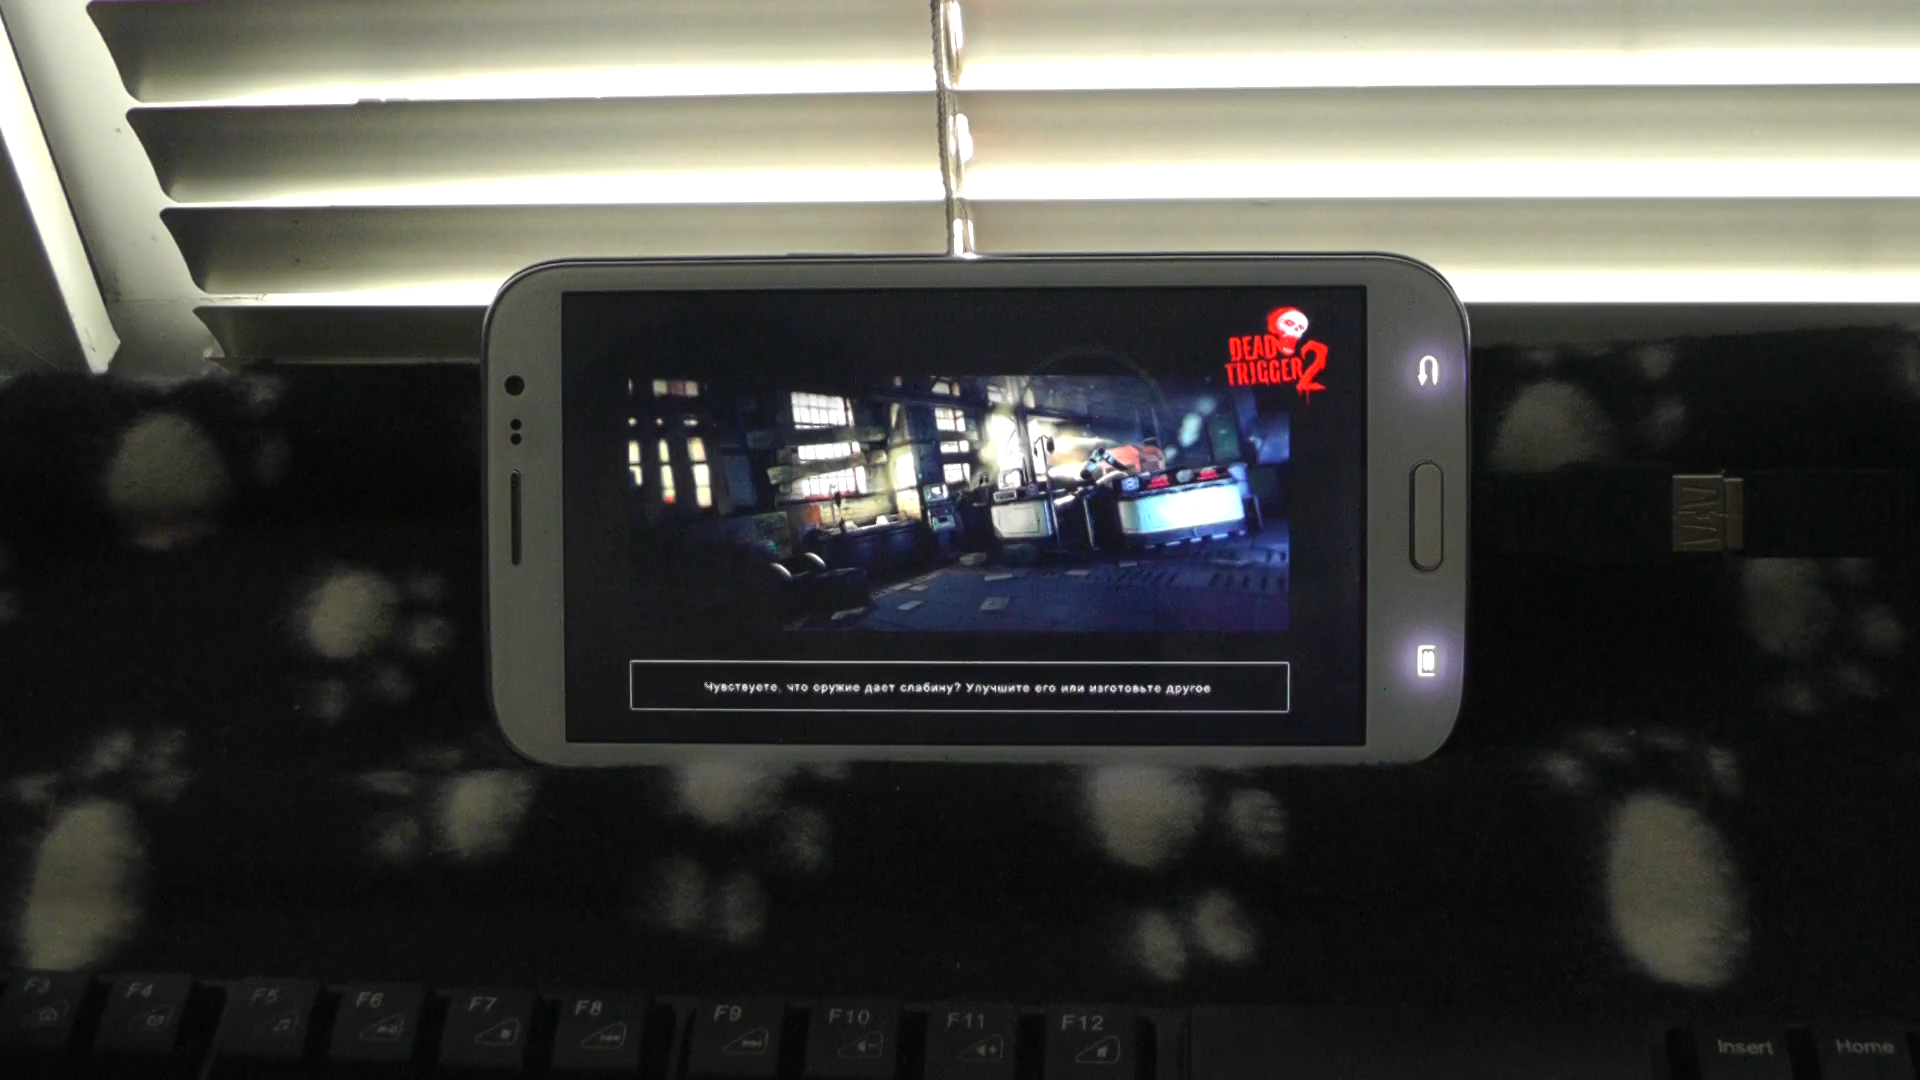 DEAD
TRIGGER 2
Чувствуете, что оружие дает слабину? Улучшите его или изготовьте другое
F3
F4
F5
F6
F7
F8
F9
F10
F11
F12
Insert
Home